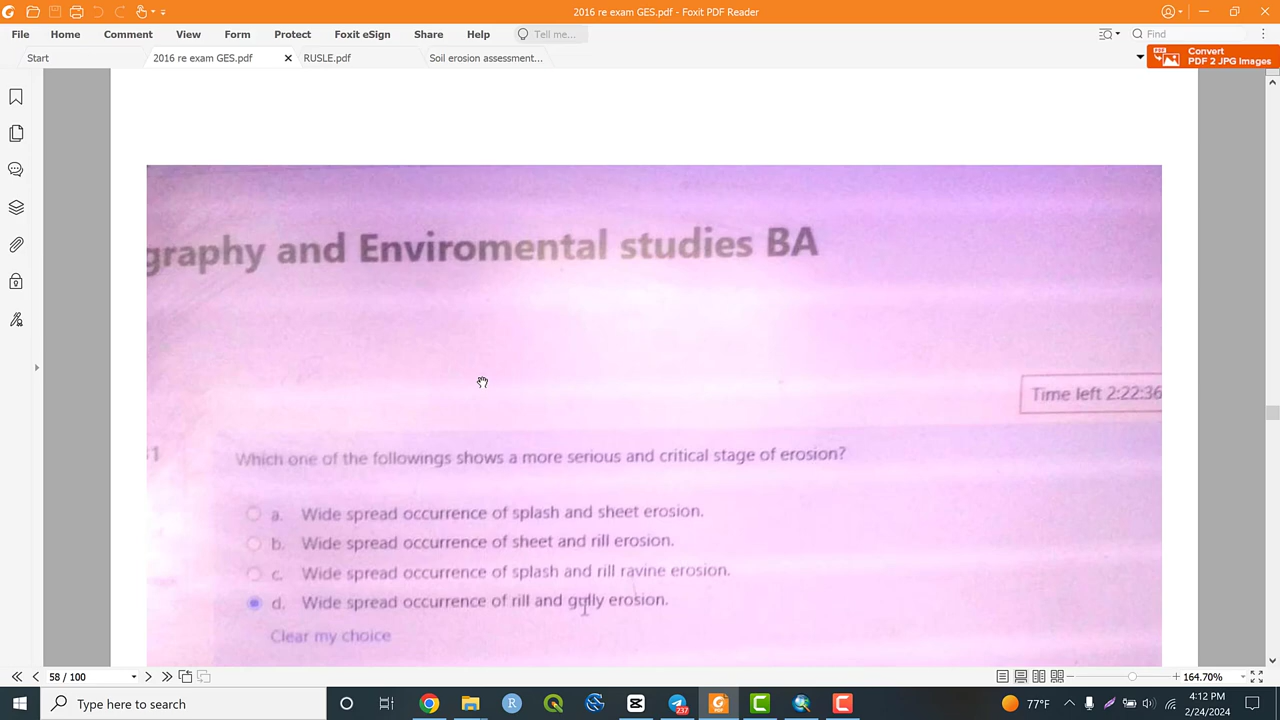 2016 re exam GES.pdf - Foxit PDF Reader
File Home Comment View Form Protect Foxit eSign Share Help Tell me... Find
Start 2016 re exam GES.pdf RUSLE.pdf Soil erosion assessment...
Convert
PDF 2 JPG Images
graphy and Enviromental studies BA
Time left 2:22:36
Which one of the followings shows a more serious and critical stage of erosion?
a. Wide spread occurrence of splash and sheet erosion.
b. Wide spread occurrence of sheet and rill erosion.
c. Wide spread occurrence of splash and rill ravine erosion.
d. Wide spread occurrence of rill and gully erosion.
Clear my choice
58 / 100
164.70%
Type here to search
237
77°F
4:12 PM
2/24/2024